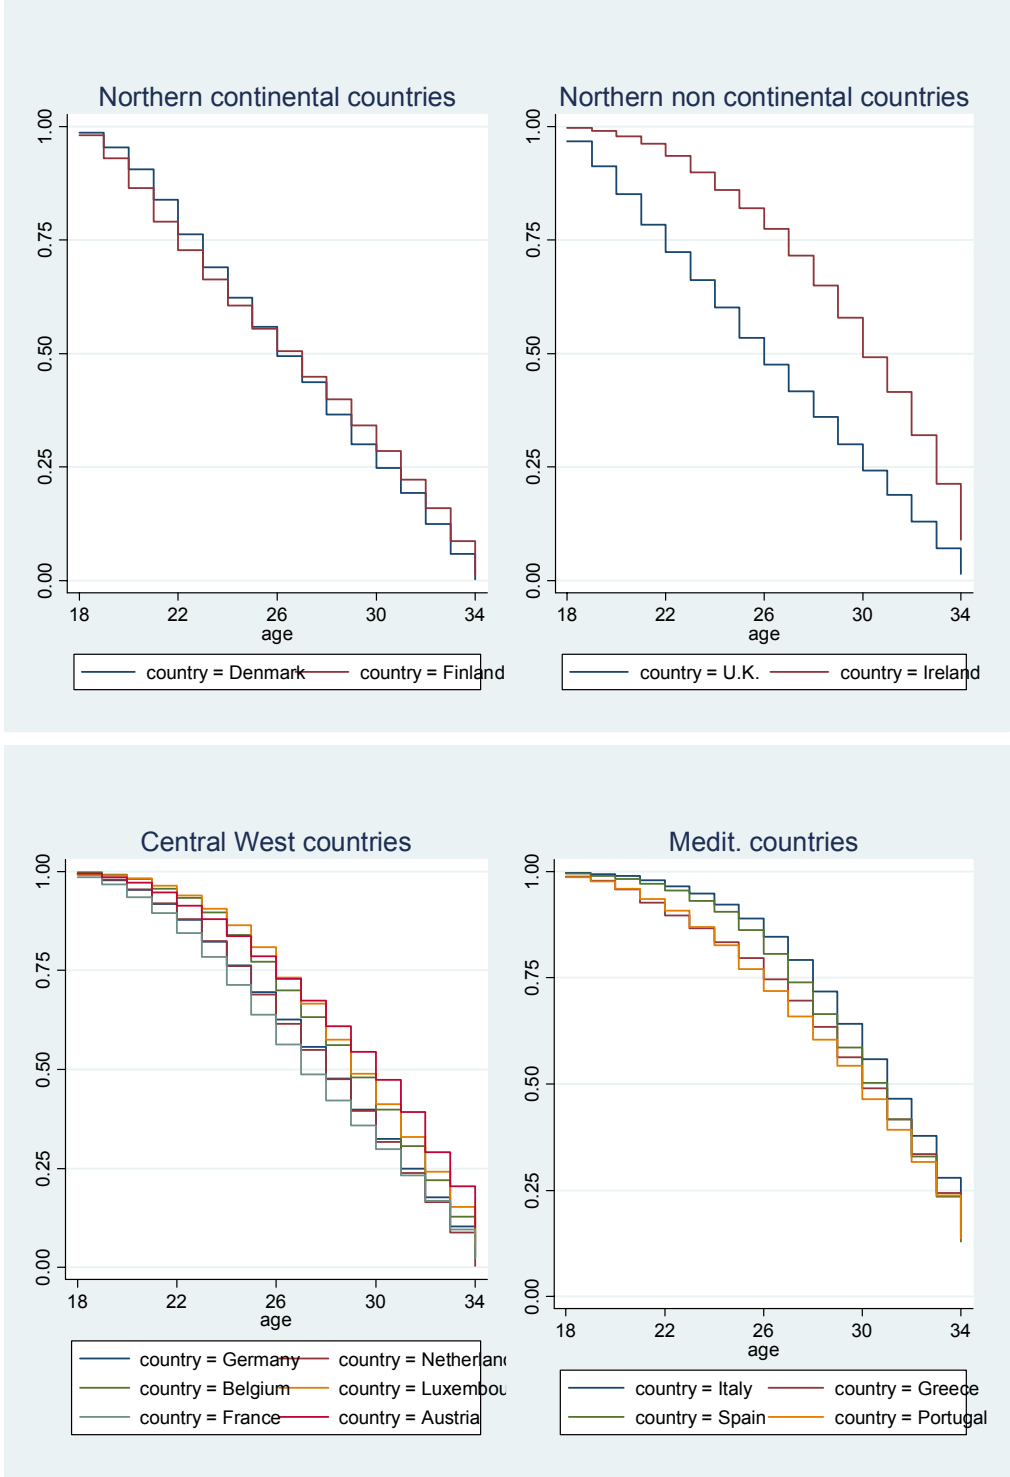 Northern continental countries
1.00
0.75
0.50
0.25
0.00
18 22 26 30 34
age
country = Denmark country = Finland
Northern non continental countries
1.00
0.75
0.50
0.25
0.00
18 22 26 30 34
age
country = U.K. country = Ireland
Central West countries
1.00
0.75
0.50
0.25
0.00
18 22 26 30 34
age
country = Germany country = Netherlan
country = Belgium country = Luxembou
country = France country = Austria
Medit. countries
1.00
0.75
0.50
0.25
0.00
18 22 26 30 34
age
country = Italy country = Greece
country = Spain country = Portugal